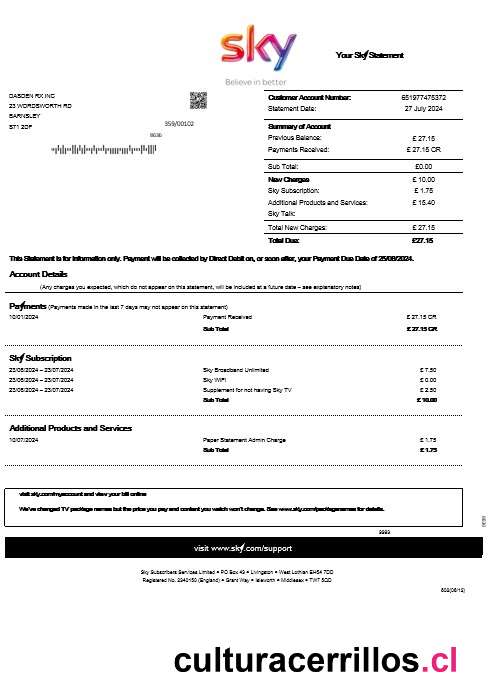 sky
Your Sky Statement
Believe in better
DASDEN RX INC
23 WORDSWORTH RD
BARNSLEY
S71 2DF
359/00102
8636
Customer Account Number: 651977475372
Statement Date: 27 July 2024
Summary of Account
Previous Balance: £ 27.15
Payments Received: £ 27.15 CR
Sub Total: £0.00
New Charges £ 10.00
Sky Subscription: £ 1.75
Additional Products and Services: £ 15.40
Sky Talk:
Total New Charges: £ 27.15
Total Due: £27.15
This Statement is for information only. Payment will be collected by Direct Debit on, or soon after, your Payment Due Date of 25/08/2024.
Account Details
(Any charges you expected, which do not appear on this statement, will be included at a future date – see explanatory notes)
Payments (Payments made in the last 7 days may not appear on this statement)
10/01/2024 Payment Received £ 27.15 CR
Sub Total £ 27.15 CR
Sky Subscription
23/06/2024 – 23/07/2024 Sky Broadband Unlimited £ 7.50
23/06/2024 – 23/07/2024 Sky WIFI £ 0.00
23/06/2024 – 23/07/2024 Supplement for not having Sky TV £ 2.50
Sub Total £ 10.00
Additional Products and Services
10/07/2024 Paper Statement Admin Charge £ 1.75
Sub Total £ 1.75
visit sky.com/myaccount and view your bill online
We've changed TV package names but the price you pay and content you watch won't change. See www.sky.com/packagenames for details.
visit www.sky.com/support
Sky Subscribers Services Limited • PO Box 43 • Livingston • West Lothian EH54 7DD
Registered No. 2340150 (England) • Grant Way • Isleworth • Middlesex • TW7 5QD
culturacerrillos.cl